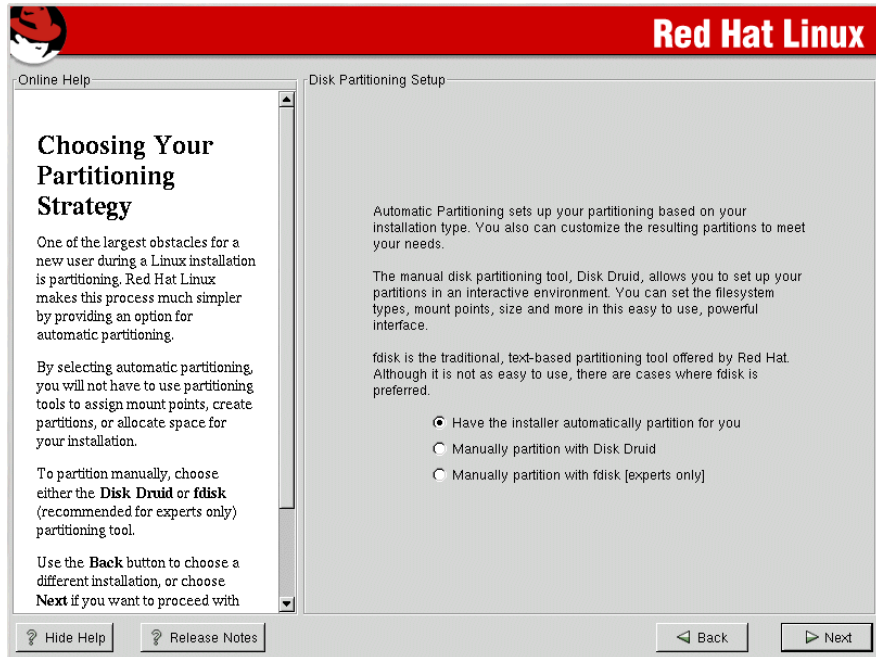 Red Hat Linux
Online Help
Choosing Your
Partitioning
Strategy
One of the largest obstacles for a
new user during a Linux installation
is partitioning. Red Hat Linux
makes this process much simpler
by providing an option for
automatic partitioning.
By selecting automatic partitioning,
you will not have to use partitioning
tools to assign mount points, create
partitions, or allocate space for
your installation.
To partition manually, choose
either the Disk Druid or fdisk
(recommended for experts only)
partitioning tool.
Use the Back button to choose a
different installation, or choose
Next if you want to proceed with
Disk Partitioning Setup
Automatic Partitioning sets up your partitioning based on your
installation type. You also can customize the resulting partitions to meet
your needs.
The manual disk partitioning tool, Disk Druid, allows you to set up your
partitions in an interactive environment. You can set the filesystem
types, mount points, size and more in this easy to use, powerful
interface.
fdisk is the traditional, text-based partitioning tool offered by Red Hat.
Although it is not as easy to use, there are cases where fdisk is
preferred.
Have the installer automatically partition for you
Manually partition with Disk Druid
Manually partition with fdisk [experts only]
? Hide Help
? Release Notes
Back
Next